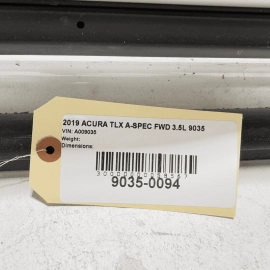 2019 ACURA TLX A-SPEC FWD 3.5L 9035
VIN: A009035
Weight:
Dimensions:
9035-0094